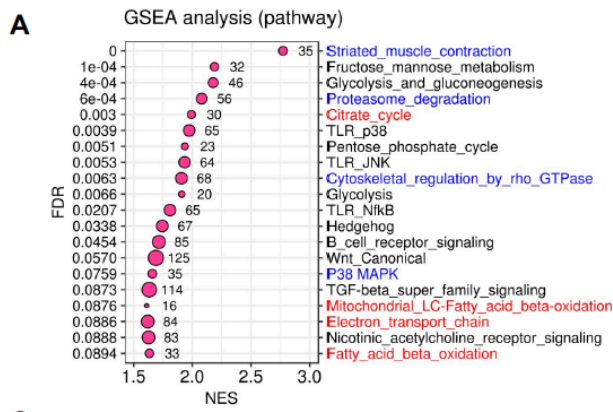 GSEA analysis (pathway)
A
0 35 Striated_muscle_contraction
1e-04 32 Fructose_mannose_metabolism
4e-04 46 Glycolysis_and_gluconeogenesis
6e-04 56 Proteasome_degradation
0.003 30 Citrate_cycle
0.0039 65 TLR_p38
0.0051 23 Pentose_phosphate_cycle
0.0053 64 TLR_JNK
0.0063 68 Cytoskeletal_regulation_by_rho_GTPase
0.0066 20 Glycolysis
0.0207 65 TLR_NfkB
0.0338 67 Hedgehog
0.0454 85 B_cell_receptor_signaling
0.0570 125 Wnt_Canonical
0.0759 35 P38 MAPK
0.0873 114 TGF-beta_super_family_signaling
0.0876 16 Mitochondrial_LC-Fatty_acid_beta-oxidation
0.0886 84 Electron_transport_chain
0.0888 83 Nicotinic_acetylcholine_receptor_signaling
0.0894 33 Fatty_acid_beta_oxidation
FDR
1.5 2.0 2.5 3.0
NES